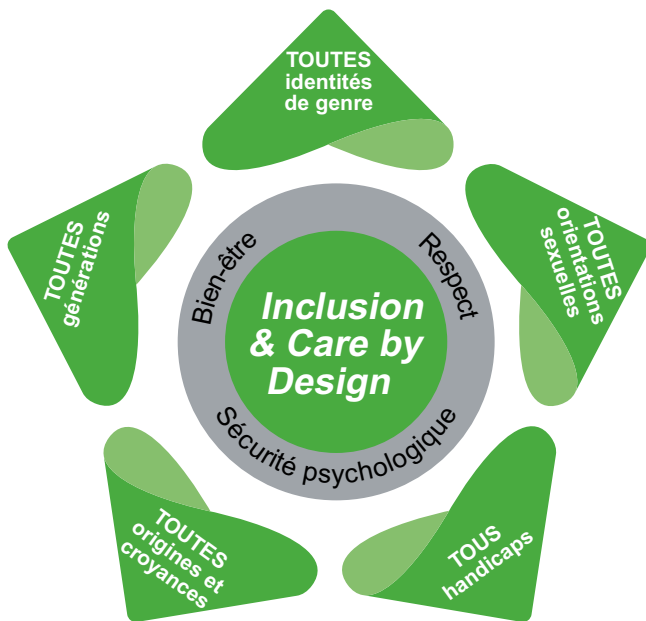 TOUTES
identités
de genre
TOUTES
orientations
sexuelles
TOUS
handicaps
TOUTES
origines et
croyances
TOUTES
générations
Bien-être
Respect
Sécurité psychologique
Inclusion
& Care by
Design